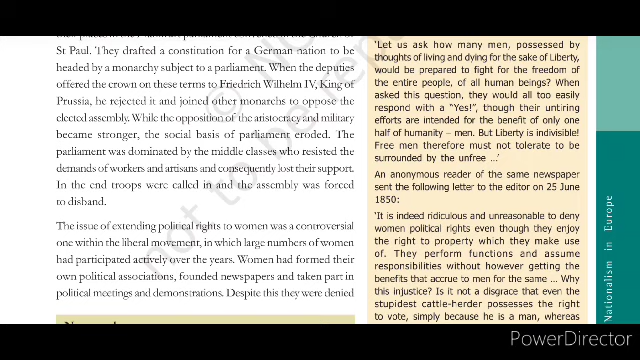 St Paul. They drafted a constitution for a German nation to be
headed by a monarchy subject to a parliament. When the deputies
offered the crown on these terms to Friedrich Wilhelm IV, King of
Prussia, he rejected it and joined other monarchs to oppose the
elected assembly. While the opposition of the aristocracy and military
became stronger, the social basis of parliament eroded. The
parliament was dominated by the middle classes who resisted the
demands of workers and artisans and consequently lost their support.
In the end troops were called in and the assembly was forced
to disband.
The issue of extending political rights to women was a controversial
one within the liberal movement, in which large numbers of women
had participated actively over the years. Women had formed their
own political associations, founded newspapers and taken part in
political meetings and demonstrations. Despite this they were denied
'Let us ask how many men, possessed by
thoughts of living and dying for the sake of Liberty,
would be prepared to fight for the freedom of
the entire people, of all human beings? When
asked this question, they would all too easily
respond with a "Yes!", though their untiring
efforts are intended for the benefit of only one
half of humanity – men. But Liberty is indivisible!
Free men therefore must not tolerate to be
surrounded by the unfree ...'
An anonymous reader of the same newspaper
sent the following letter to the editor on 25 June
1850:
'It is indeed ridiculous and unreasonable to deny
women political rights even though they enjoy
the right to property which they make use
of. They perform functions and assume
responsibilities without however getting the
benefits that accrue to men for the same ... Why
this injustice? Is it not a disgrace that even the
stupidest cattle-herder possesses the right
to vote, simply because he is a man, whereas
Nationalism in Europe
PowerDirector